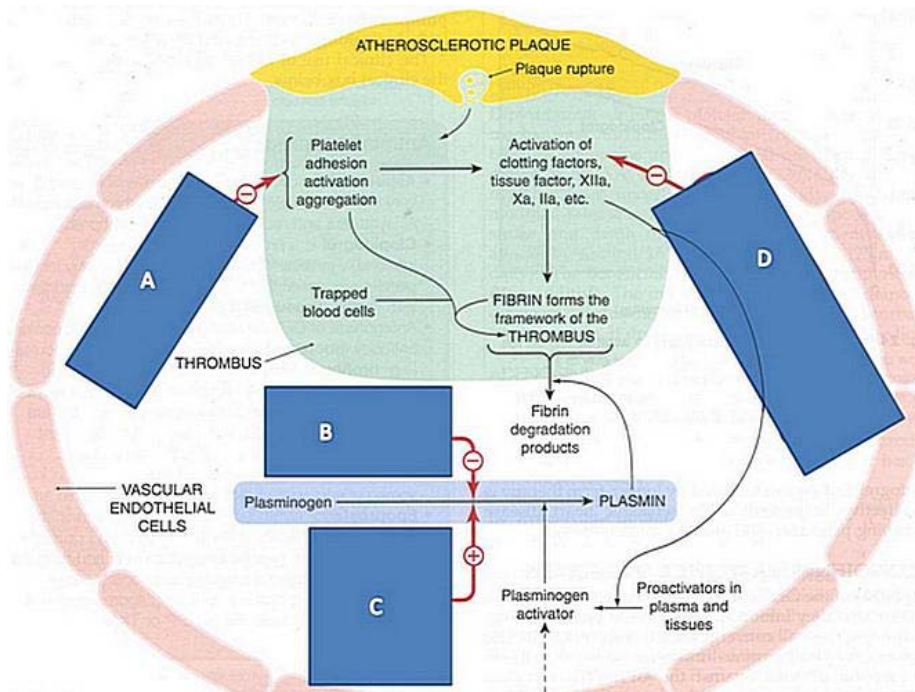 ATHEROSCLEROTIC PLAQUE
Plaque rupture
Platelet
adhesion
activation
aggregation
Activation of
clotting factors,
tissue factor, XIIa,
Xa, IIa, etc.
A
D
Trapped
blood cells
FIBRIN forms the
framework of the
THROMBUS
THROMBUS
Fibrin
degradation
products
B
VASCULAR
ENDOTHELIAL
CELLS
Plasminogen
PLASMIN
C
Plasminogen
activator
Proactivators in
plasma and
tissues